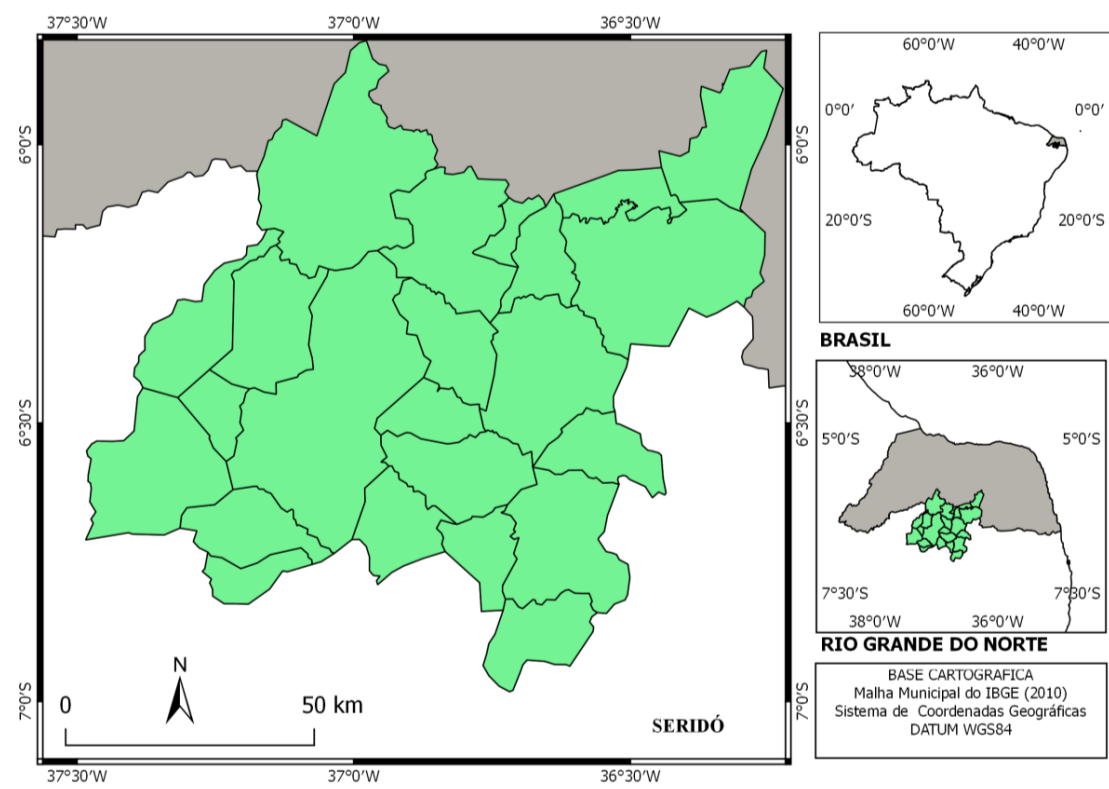 37°30'W 37°0'W 36°30'W
6°0'S
6°30'S
7°0'S
6°0'S
6°30'S
7°0'S
N
0 50 km
SERIDÓ
37°30'W 37°0'W 36°30'W
60°0'W 40°0'W
0°0' 0°0'
20°0'S 20°0'S
60°0'W 40°0'W
BRASIL
38°0'W 36°0'W
5°0'S 5°0'S
7°30'S 7°30'S
38°0'W 36°0'W
RIO GRANDE DO NORTE
BASE CARTOGRAFICA
Malha Municipal do IBGE (2010)
Sistema de Coordenadas Geográficas
DATUM WGS84